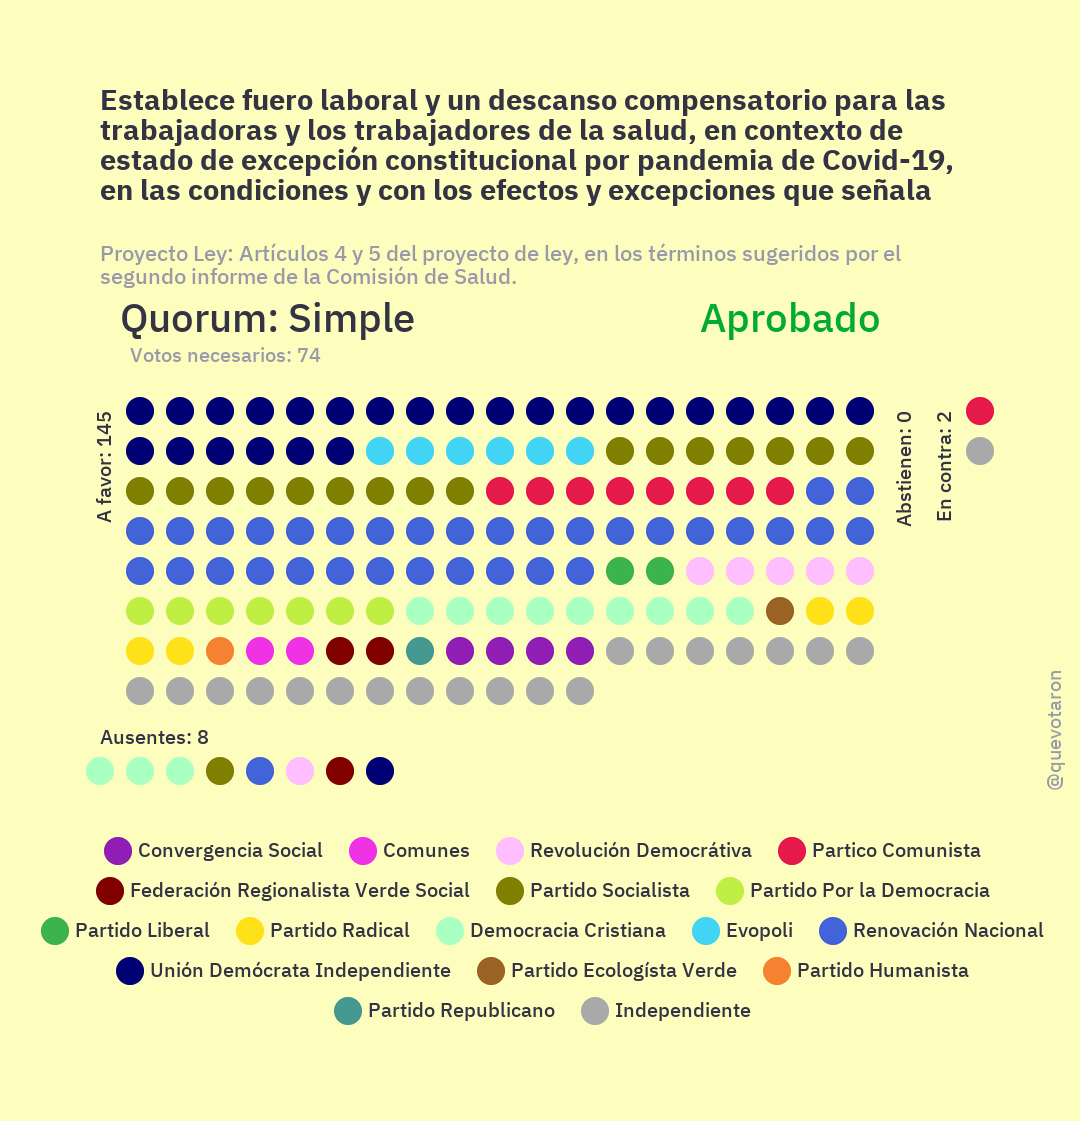 Establece fuero laboral y un descanso compensatorio para las
trabajadoras y los trabajadores de la salud, en contexto de
estado de excepción constitucional por pandemia de Covid-19,
en las condiciones y con los efectos y excepciones que señala
Proyecto Ley: Artículos 4 y 5 del proyecto de ley, en los términos sugeridos por el
segundo informe de la Comisión de Salud.
Quorum: Simple
Aprobado
Votos necesarios: 74
A favor: 145
Abstienen: 0
En contra: 2
Ausentes: 8
@quevotaron
Convergencia Social
Comunes
Revolución Democrátiva
Partico Comunista
Federación Regionalista Verde Social
Partido Socialista
Partido Por la Democracia
Partido Liberal
Partido Radical
Democracia Cristiana
Evopoli
Renovación Nacional
Unión Demócrata Independiente
Partido Ecologísta Verde
Partido Humanista
Partido Republicano
Independiente